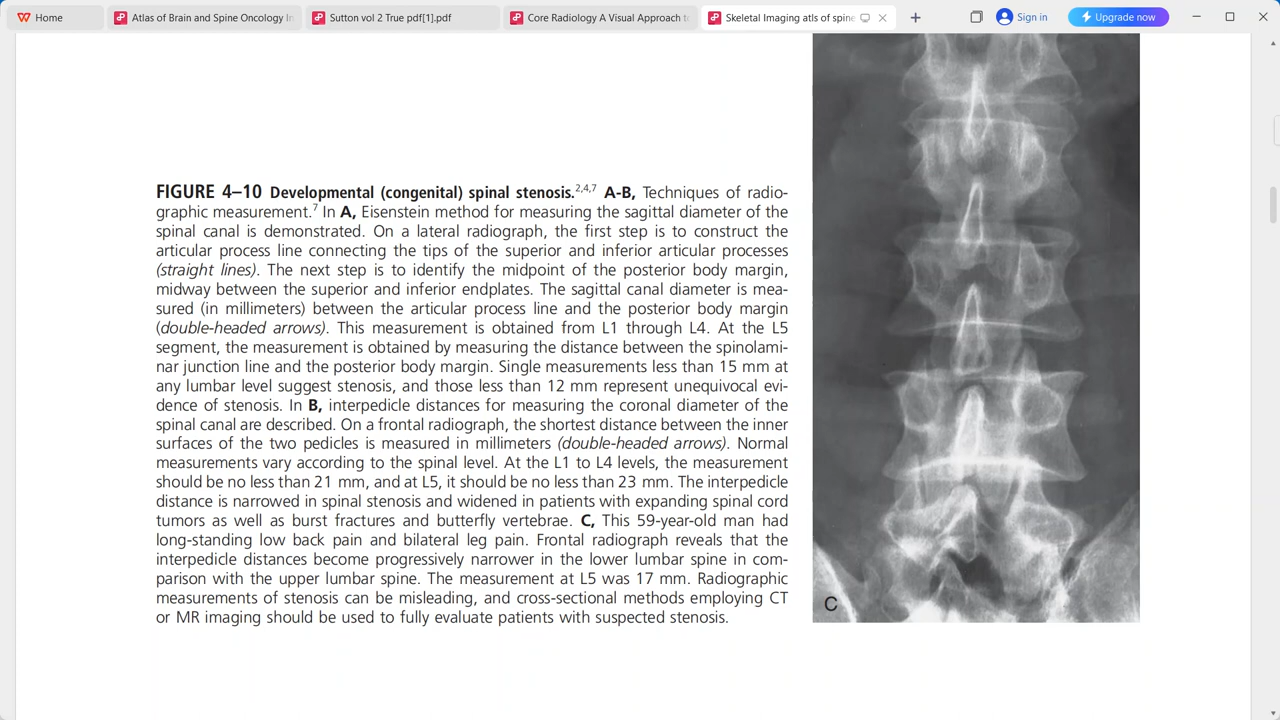 Home
Atlas of Brain and Spine Oncology I
Sutton vol 2 True pdf[1].pdf
Core Radiology A Visual Approach to
Skeletal Imaging atls of spine
Sign in
Upgrade now
FIGURE 4–10 Developmental (congenital) spinal stenosis.2,4,7 A-B, Techniques of radio-
graphic measurement.7 In A, Eisenstein method for measuring the sagittal diameter of the
spinal canal is demonstrated. On a lateral radiograph, the first step is to construct the
articular process line connecting the tips of the superior and inferior articular processes
(straight lines). The next step is to identify the midpoint of the posterior body margin,
midway between the superior and inferior endplates. The sagittal canal diameter is mea-
sured (in millimeters) between the articular process line and the posterior body margin
(double-headed arrows). This measurement is obtained from L1 through L4. At the L5
segment, the measurement is obtained by measuring the distance between the spinolami-
nar junction line and the posterior body margin. Single measurements less than 15 mm at
any lumbar level suggest stenosis, and those less than 12 mm represent unequivocal evi-
dence of stenosis. In B, interpedicle distances for measuring the coronal diameter of the
spinal canal are described. On a frontal radiograph, the shortest distance between the inner
surfaces of the two pedicles is measured in millimeters (double-headed arrows). Normal
measurements vary according to the spinal level. At the L1 to L4 levels, the measurement
should be no less than 21 mm, and at L5, it should be no less than 23 mm. The interpedicle
distance is narrowed in spinal stenosis and widened in patients with expanding spinal cord
tumors as well as burst fractures and butterfly vertebrae. C, This 59-year-old man had
long-standing low back pain and bilateral leg pain. Frontal radiograph reveals that the
interpedicle distances become progressively narrower in the lower lumbar spine in com-
parison with the upper lumbar spine. The measurement at L5 was 17 mm. Radiographic
measurements of stenosis can be misleading, and cross-sectional methods employing CT
or MR imaging should be used to fully evaluate patients with suspected stenosis.
C